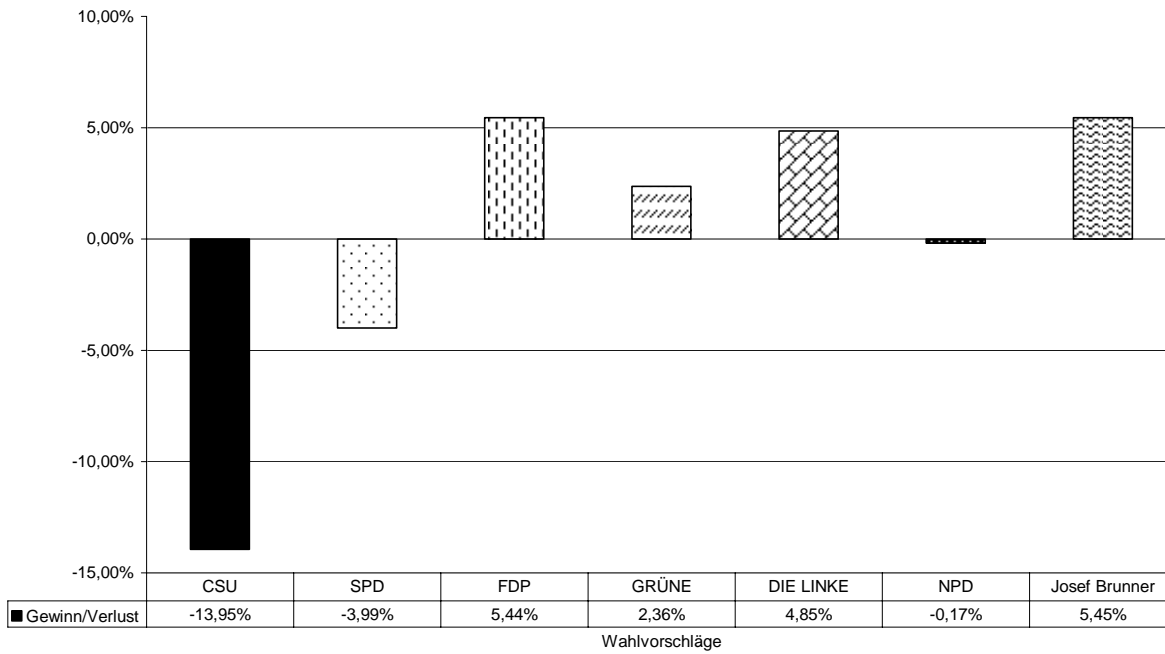 10,00%
5,00%
0,00%
-5,00%
-10,00%
-15,00%
CSU SPD FDP GRÜNE DIE LINKE NPD Josef Brunner
Gewinn/Verlust -13,95% -3,99% 5,44% 2,36% 4,85% -0,17% 5,45%
Wahlvorschläge